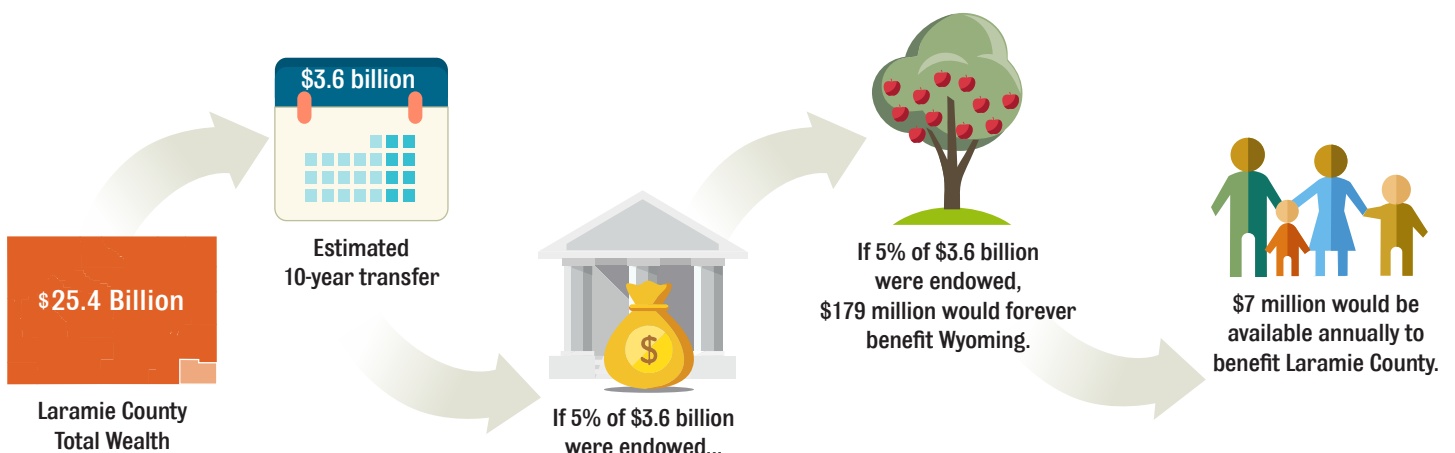 $25.4 Billion
Laramie County
Total Wealth
$3.6 billion
Estimated
10-year transfer
$
If 5% of $3.6 billion
were endowed...
If 5% of $3.6 billion
were endowed,
$179 million would forever
benefit Wyoming.
$7 million would be
available annually to
benefit Laramie County.